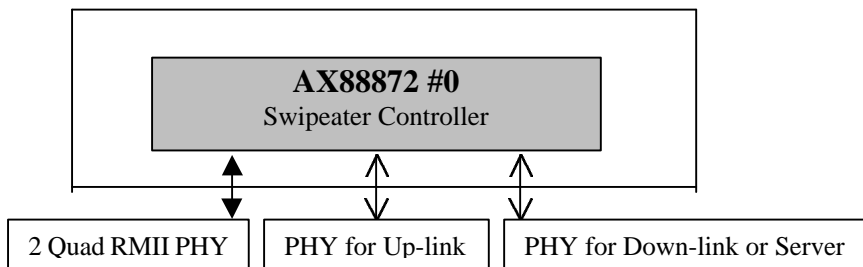 AX88872 #0
Swipeater Controller
2 Quad RMII PHY
PHY for Up-link
PHY for Down-link or Server